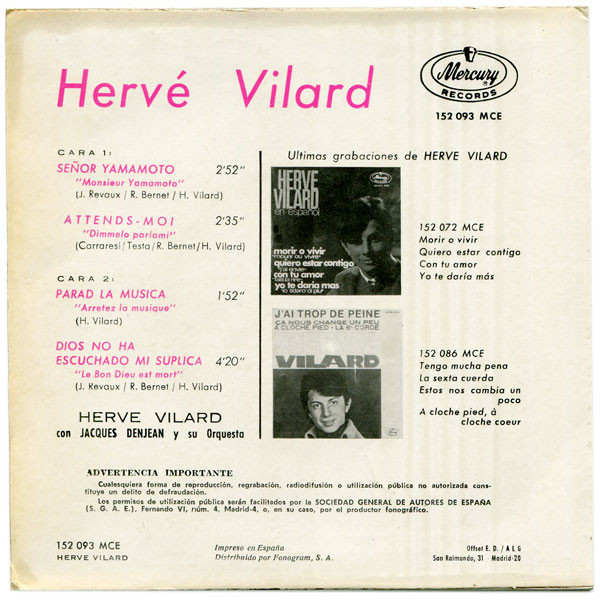 Hervé Vilard
Mercury
RECORDS
152 093 MCE
CARA 1:
SEÑOR YAMAMOTO 2'52"
"Monsieur Yamamoto"
(J. Revaux / R. Bernet / H. Vilard)
ATTENDS-MOI 2'35"
"Dimmelo parlami"
(Carraresi/Testa/R. Bernet/H. Vilard)
CARA 2:
PARAD LA MUSICA 1'52"
"Arretez la musique"
(H. Vilard)
DIOS NO HA
ESCUCHADO MI SUPLICA 4'20"
"Le Bon Dieu est mort"
(J. Revaux / R. Bernet / H. Vilard)
HERVE VILARD
con JACQUES DENJEAN y su Orquesta
Ultimas grabaciones de HERVE VILARD
HERVE
VILARD
en español
morir o vivir
"mourir ou vivre"
quiero estar contigo
con tu amor
yo te daría mas
152 072 MCE
Morir o vivir
Quiero estar contigo
Con tu amor
Yo te daría más
J'AI TROP DE PEINE
ÇA NOUS CHANGE UN PEU
A CLOCHE PIED - LA 6e CORDE
VILARD
152 086 MCE
Tengo mucha pena
La sexta cuerda
Estos nos cambia un
poco
A cloche pied, à
cloche coeur
ADVERTENCIA IMPORTANTE
Cualesquiera forma de reproducción, regrabación, radiodifusión o utilización pública no autorizada cons-
tituye un delito de defraudación.
Los permisos de utilización pública serán facilitados por la SOCIEDAD GENERAL DE AUTORES DE ESPAÑA
(S. G. A. E.), Fernando VI, núm. 4, Madrid-4, o, en su caso, por el productor fonográfico.
152 093 MCE
HERVE VILARD
Impreso en España
Distribuido por Fonogram, S. A.
Offset E. D. / A L G
San Raimundo, 31 - Madrid-20